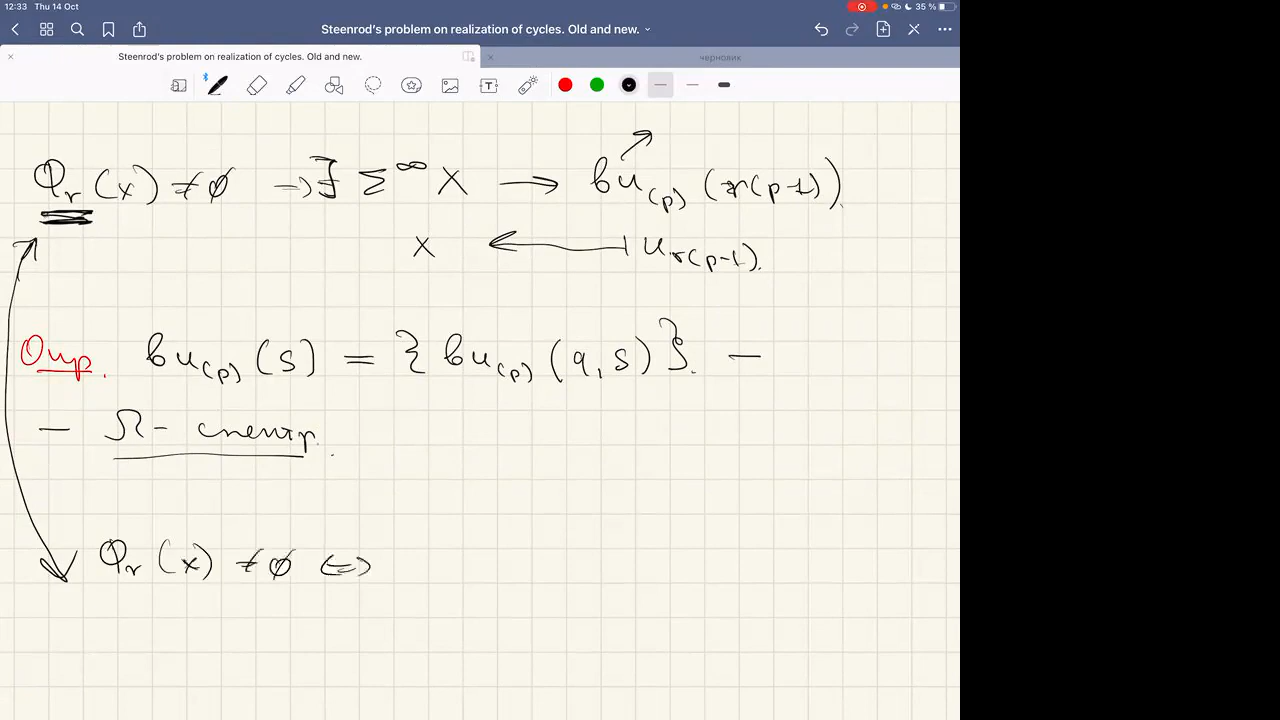 12:33 Thu 14 Oct 35 %
Steenrod's problem on realization of cycles. Old and new.
Steenrod's problem on realization of cycles. Old and new. черновик
Φ_r (x) ≠ ∅ → ∃ Σ^∞ X → bu_(p) (r(p-1))
x ← u_r(p-1).
Опр. bu_(p) (s) = { bu_(p) (q, s) }. —
— Ω- спектр.
Φ_r (x) ≠ ∅ ⇔